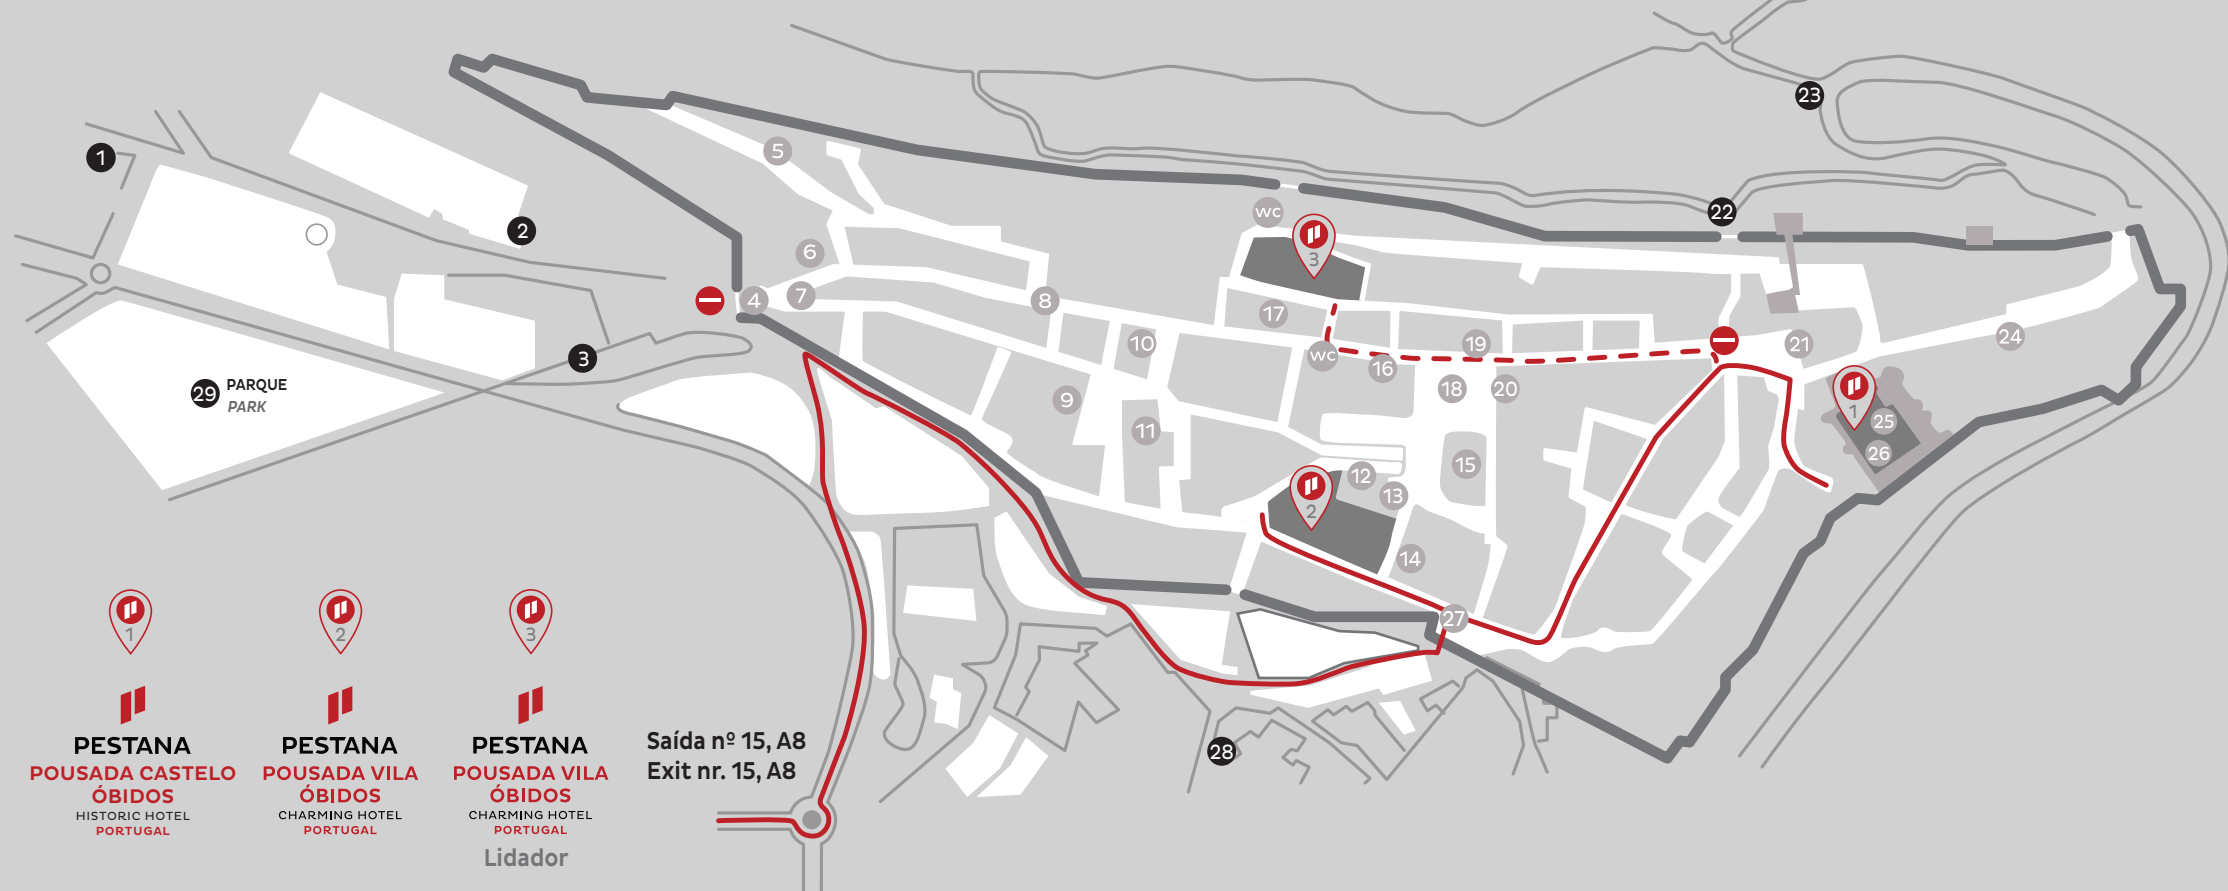 23
1
5
22
WC
2
3
6
7
4
8
17
10
19
21
24
WC
16
3
29
PARQUE
PARK
18
20
9
1
25
11
26
15
12
13
2
14
27
28
1
2
3
PESTANA
POUSADA CASTELO
ÓBIDOS
HISTORIC HOTEL
PORTUGAL
PESTANA
POUSADA VILA
ÓBIDOS
CHARMING HOTEL
PORTUGAL
PESTANA
POUSADA VILA
ÓBIDOS
CHARMING HOTEL
PORTUGAL
Lidador
Saída nº 15, A8
Exit nr. 15, A8